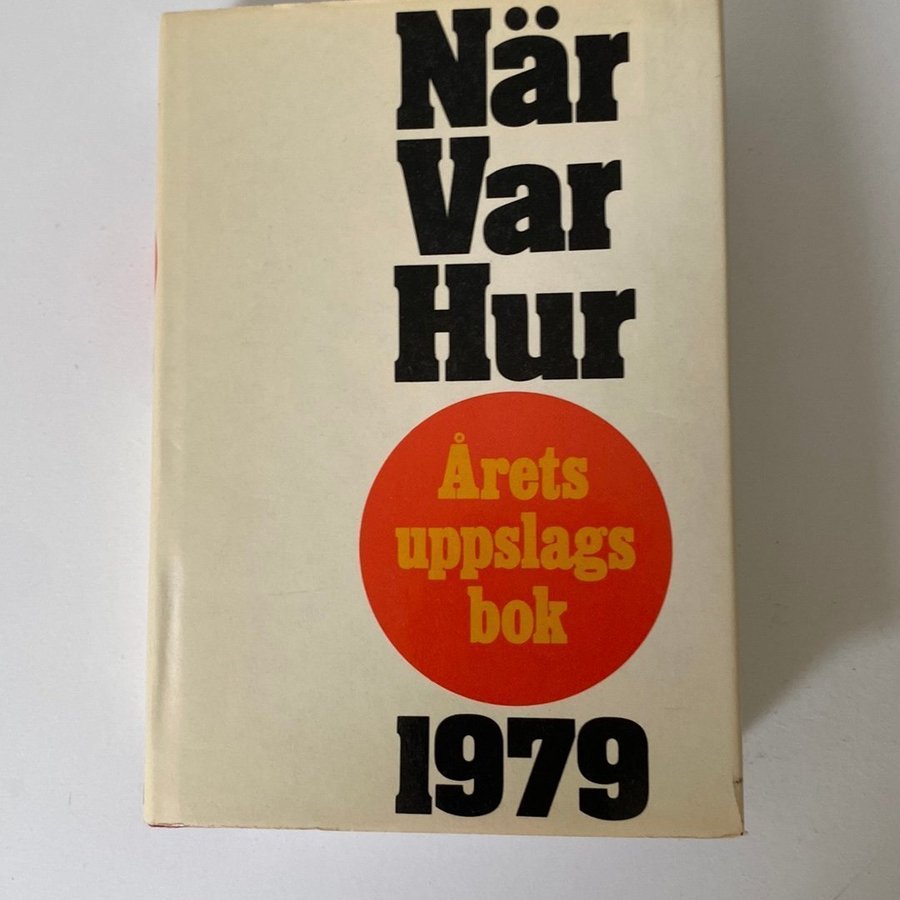 När
Var
Hur
Årets
uppslags
bok
1979